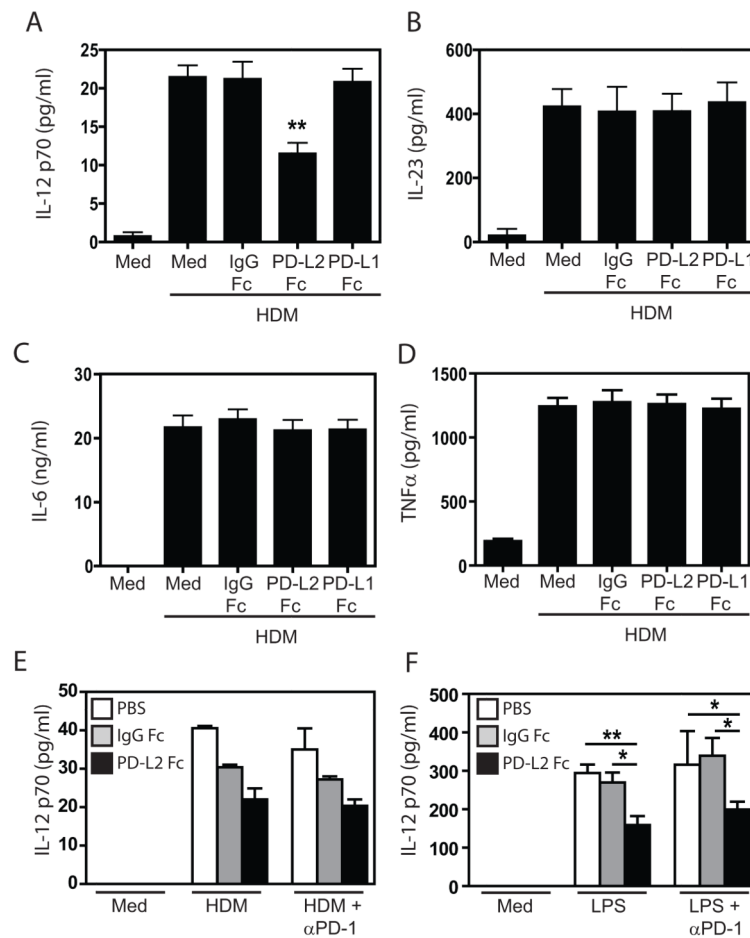 A
IL-12 p70 (pg/ml)
25
20
15
10
5
0
**
Med Med IgG Fc PD-L2 Fc PD-L1 Fc
HDM
B
IL-23 (pg/ml)
600
400
200
0
Med Med IgG Fc PD-L2 Fc PD-L1 Fc
HDM
C
IL-6 (ng/ml)
30
20
10
0
Med Med IgG Fc PD-L2 Fc PD-L1 Fc
HDM
D
TNFα (pg/ml)
1500
1000
500
0
Med Med IgG Fc PD-L2 Fc PD-L1 Fc
HDM
E
IL-12 p70 (pg/ml)
50
40
30
20
10
0
PBS
IgG Fc
PD-L2 Fc
Med HDM HDM +
αPD-1
F
IL-12 p70 (pg/ml)
500
400
300
200
100
0
PBS
IgG Fc
PD-L2 Fc
**
*
*
*
Med LPS LPS +
αPD-1